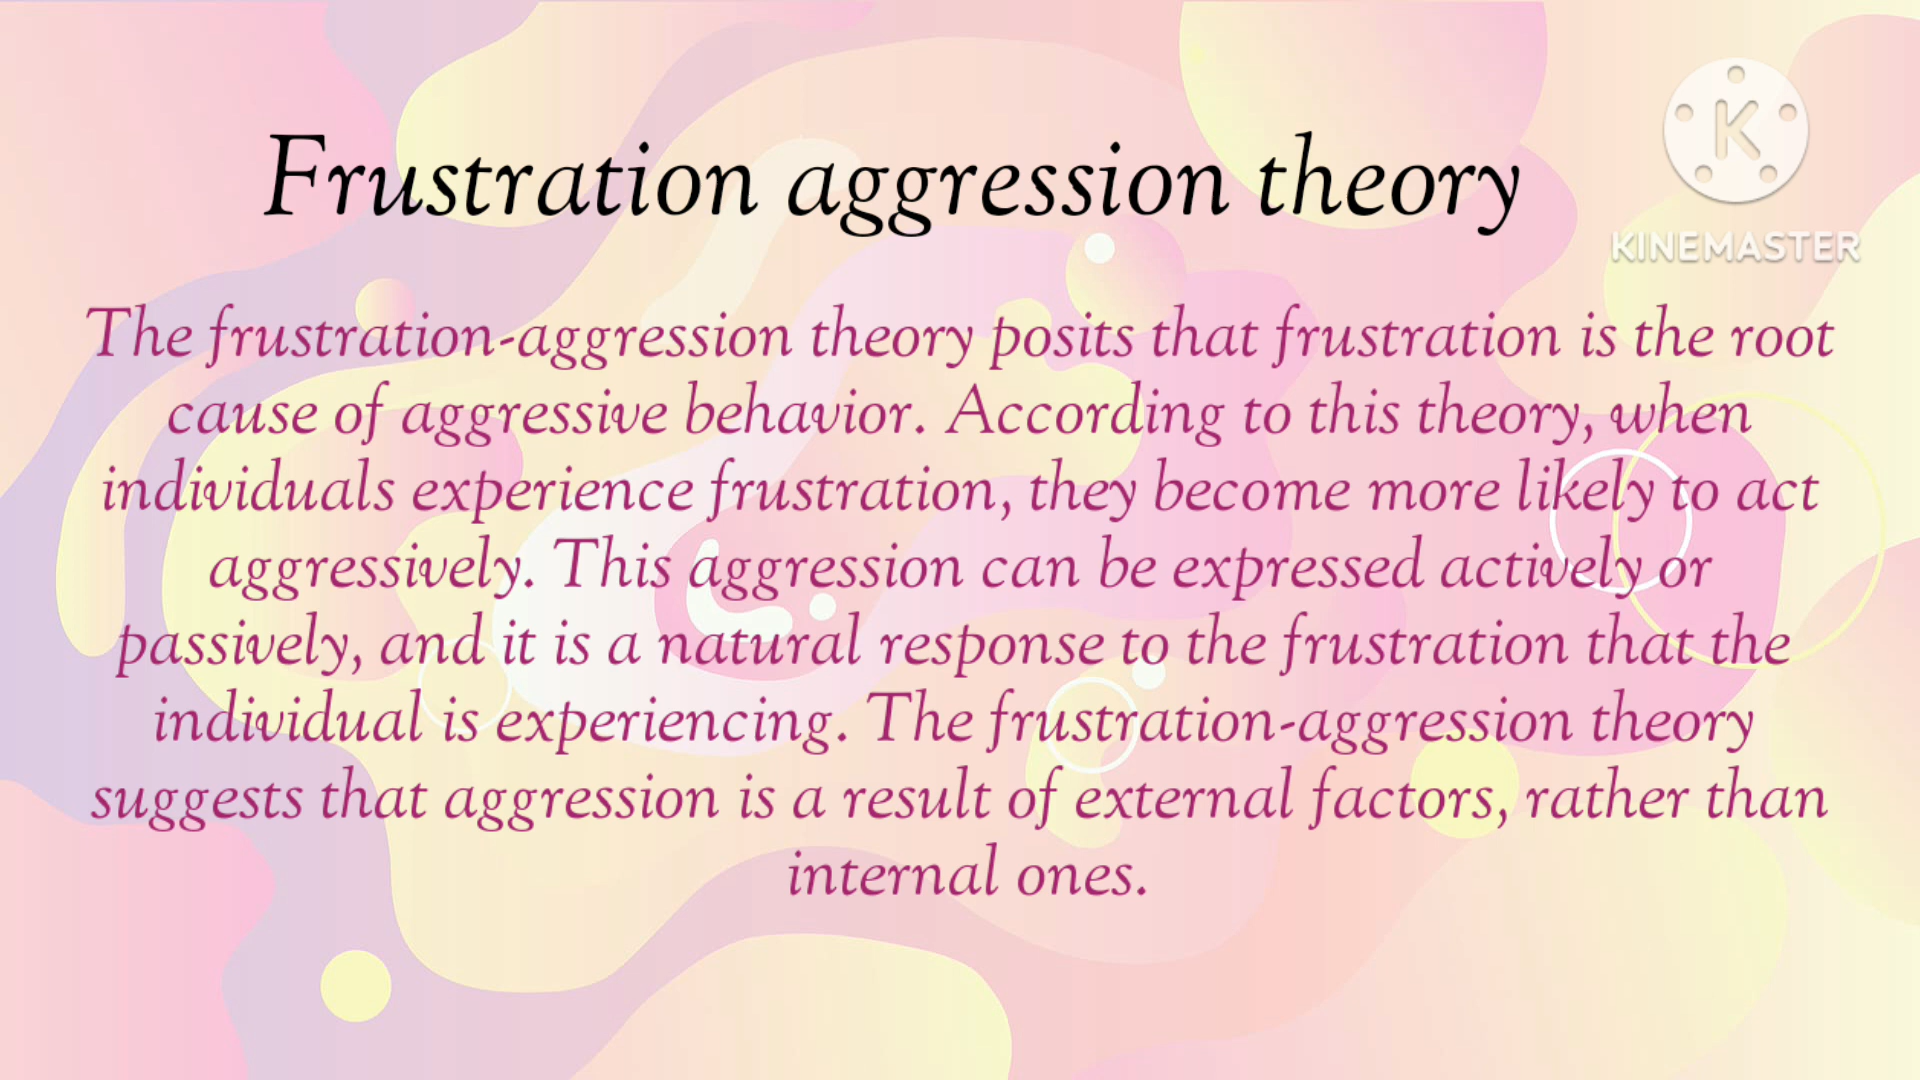 Frustration aggression theory
K
KINEMASTER
The frustration-aggression theory posits that frustration is the root
cause of aggressive behavior. According to this theory, when
individuals experience frustration, they become more likely to act
aggressively. This aggression can be expressed actively or
passively, and it is a natural response to the frustration that the
individual is experiencing. The frustration-aggression theory
suggests that aggression is a result of external factors, rather than
internal ones.